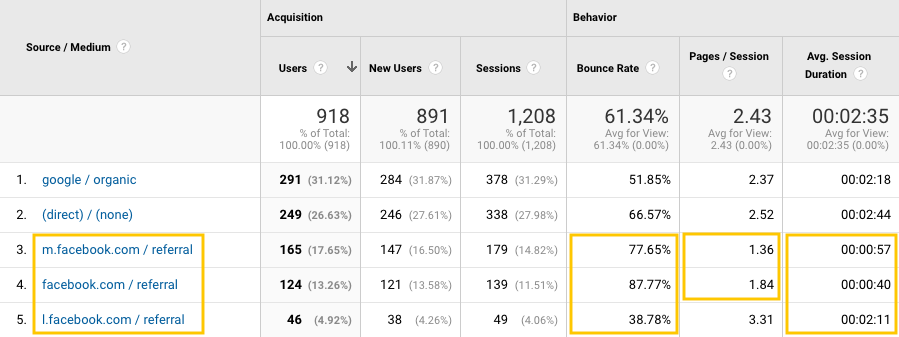 Acquisition Behavior
Source / Medium ? Users ? ↓ New Users ? Sessions ? Bounce Rate ? Pages / Session ? Avg. Session Duration ?
918 891 1,208 61.34% 2.43 00:02:35
% of Total: % of Total: % of Total: Avg for View: Avg for View: Avg for View:
100.00% (918) 100.11% (890) 100.00% (1,208) 61.34% (0.00%) 2.43 (0.00%) 00:02:35 (0.00%)
1. google / organic 291 (31.12%) 284 (31.87%) 378 (31.29%) 51.85% 2.37 00:02:18
2. (direct) / (none) 249 (26.63%) 246 (27.61%) 338 (27.98%) 66.57% 2.52 00:02:44
3. m.facebook.com / referral 165 (17.65%) 147 (16.50%) 179 (14.82%) 77.65% 1.36 00:00:57
4. facebook.com / referral 124 (13.26%) 121 (13.58%) 139 (11.51%) 87.77% 1.84 00:00:40
5. l.facebook.com / referral 46 (4.92%) 38 (4.26%) 49 (4.06%) 38.78% 3.31 00:02:11